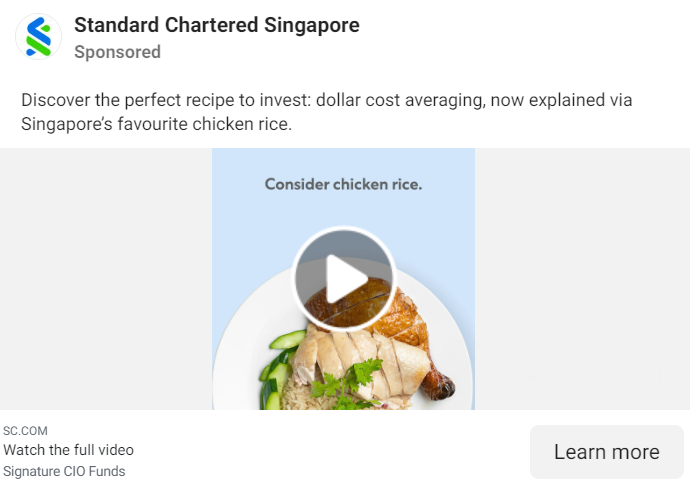 Standard Chartered Singapore
Sponsored
Discover the perfect recipe to invest: dollar cost averaging, now explained via
Singapore’s favourite chicken rice.
Consider chicken rice.
SC.COM
Watch the full video
Signature CIO Funds
Learn more